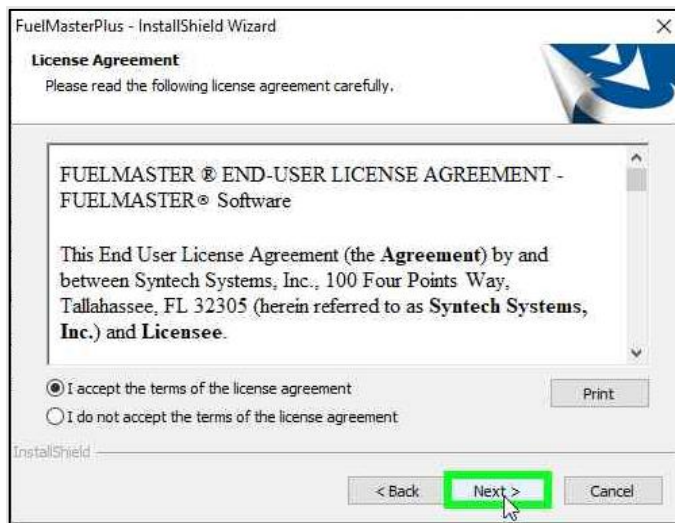 FuelMasterPlus - InstallShield Wizard
License Agreement
Please read the following license agreement carefully.
FUELMASTER ® END-USER LICENSE AGREEMENT -
FUELMASTER® Software
This End User License Agreement (the Agreement) by and
between Syntech Systems, Inc., 100 Four Points Way,
Tallahassee, FL 32305 (herein referred to as Syntech Systems,
Inc.) and Licensee.
I accept the terms of the license agreement
Print
I do not accept the terms of the license agreement
InstallShield
< Back Next > Cancel